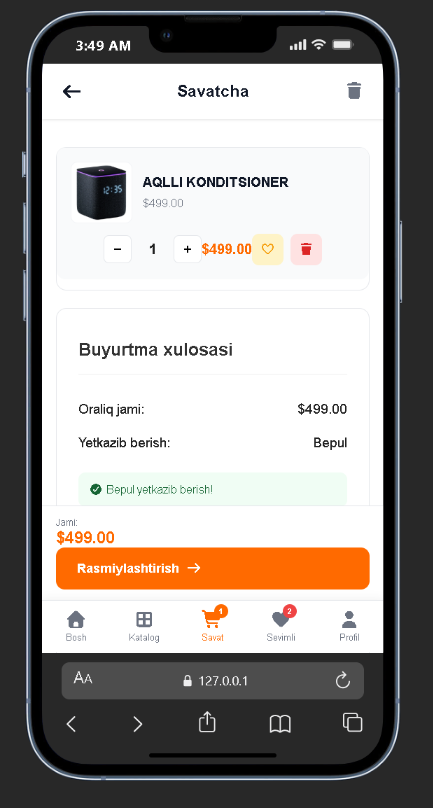 3:49 AM
Savatcha
12:35
AQLLI KONDITSIONER
$499.00
− 1 + $499.00
Buyurtma xulosasi
Oraliq jami: $499.00
Yetkazib berish: Bepul
Bepul yetkazib berish!
Jami:
$499.00
Rasmiylashtirish →
1 2
Bosh Katalog Savat Sevimli Profil
AA 127.0.0.1